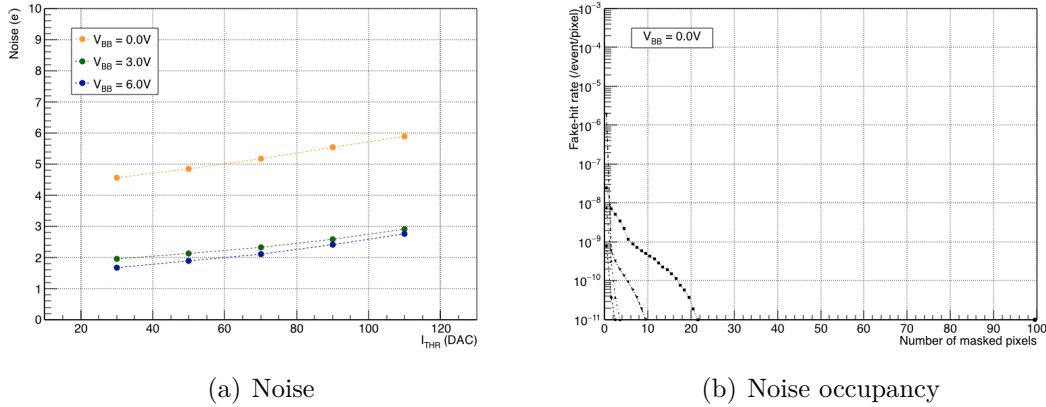 Noise (e⁻)
10
9
8
7
6
5
4
3
2
1
0
V_BB = 0.0V
V_BB = 3.0V
V_BB = 6.0V
20 40 60 80 100 120
I_THR (DAC)
(a) Noise
Fake-hit rate (/event/pixel)
10⁻³
10⁻⁴
10⁻⁵
10⁻⁶
10⁻⁷
10⁻⁸
10⁻⁹
10⁻¹⁰
10⁻¹¹
V_BB = 0.0V
0 10 20 30 40 50 60 70 80 90 100
Number of masked pixels
(b) Noise occupancy